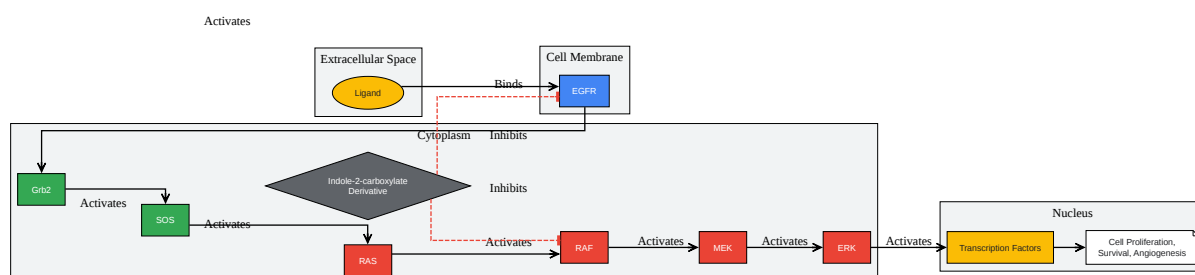 Activates
Extracellular Space
Cell Membrane
Ligand
Binds
EGFR
Cytoplasm
Inhibits
Indole-2-carboxylate
Derivative
Inhibits
Grb2
Activates
SOS
Activates
RAS
Activates
RAF
Activates
MEK
Activates
ERK
Activates
Nucleus
Transcription Factors
Cell Proliferation,
Survival, Angiogenesis